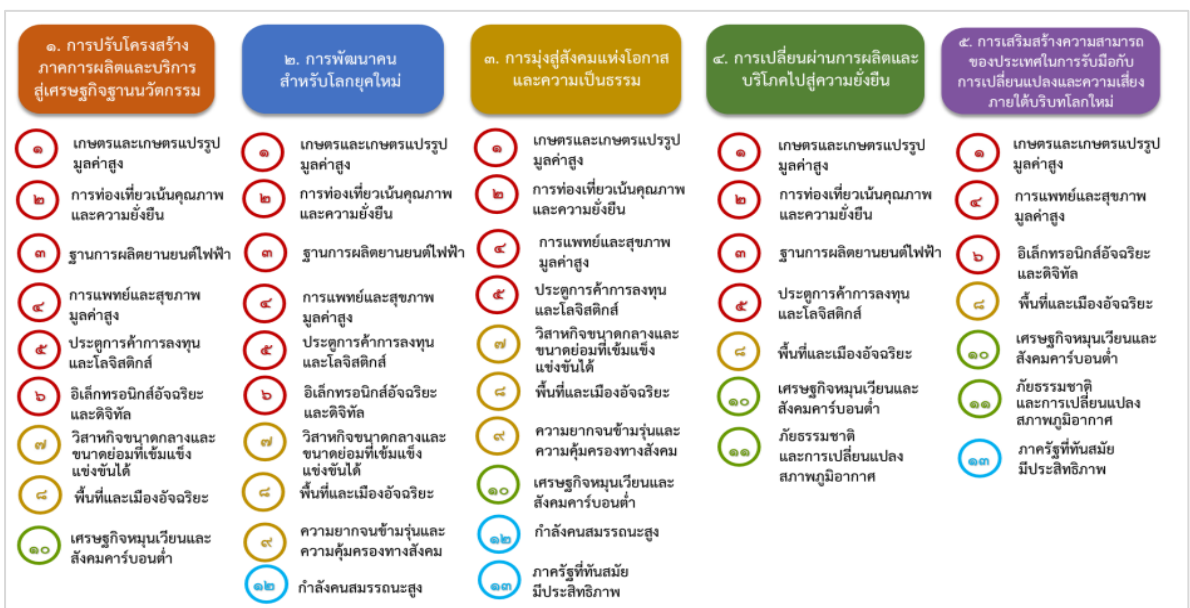 ๑. การปรับโครงสร้าง
ภาคการผลิตและบริการ
สู่เศรษฐกิจฐานนวัตกรรม
๑
เกษตรและเกษตรแปรรูป
มูลค่าสูง
๒
การท่องเที่ยวเน้นคุณภาพ
และความยั่งยืน
๓
ฐานการผลิตยานยนต์ไฟฟ้า
๔
การแพทย์และสุขภาพ
มูลค่าสูง
๕
ประตูการค้าการลงทุน
และโลจิสติกส์
๖
อิเล็กทรอนิกส์อัจฉริยะ
และดิจิทัล
๗
วิสาหกิจขนาดกลางและ
ขนาดย่อมที่เข้มแข็ง
แข่งขันได้
๘
พื้นที่และเมืองอัจฉริยะ
๑๐
เศรษฐกิจหมุนเวียนและ
สังคมคาร์บอนต่ำ
๒. การพัฒนาคน
สำหรับโลกยุคใหม่
๑
เกษตรและเกษตรแปรรูป
มูลค่าสูง
๒
การท่องเที่ยวเน้นคุณภาพ
และความยั่งยืน
๓
ฐานการผลิตยานยนต์ไฟฟ้า
๔
การแพทย์และสุขภาพ
มูลค่าสูง
๕
ประตูการค้าการลงทุน
และโลจิสติกส์
๖
อิเล็กทรอนิกส์อัจฉริยะ
และดิจิทัล
๗
วิสาหกิจขนาดกลางและ
ขนาดย่อมที่เข้มแข็ง
แข่งขันได้
๘
พื้นที่และเมืองอัจฉริยะ
๙
ความยากจนข้ามรุ่นและ
ความคุ้มครองทางสังคม
๑๒
กำลังคนสมรรถนะสูง
๓. การมุ่งสู่สังคมแห่งโอกาส
และความเป็นธรรม
๑
เกษตรและเกษตรแปรรูป
มูลค่าสูง
๒
การท่องเที่ยวเน้นคุณภาพ
และความยั่งยืน
๔
การแพทย์และสุขภาพ
มูลค่าสูง
๕
ประตูการค้าการลงทุน
และโลจิสติกส์
๗
วิสาหกิจขนาดกลางและ
ขนาดย่อมที่เข้มแข็ง
แข่งขันได้
๘
พื้นที่และเมืองอัจฉริยะ
๙
ความยากจนข้ามรุ่นและ
ความคุ้มครองทางสังคม
๑๐
เศรษฐกิจหมุนเวียนและ
สังคมคาร์บอนต่ำ
๑๒
กำลังคนสมรรถนะสูง
๑๓
ภาครัฐที่ทันสมัย
มีประสิทธิภาพ
๔. การเปลี่ยนผ่านการผลิตและ
บริโภคไปสู่ความยั่งยืน
๑
เกษตรและเกษตรแปรรูป
มูลค่าสูง
๒
การท่องเที่ยวเน้นคุณภาพ
และความยั่งยืน
๓
ฐานการผลิตยานยนต์ไฟฟ้า
๕
ประตูการค้าการลงทุน
และโลจิสติกส์
๘
พื้นที่และเมืองอัจฉริยะ
๑๐
เศรษฐกิจหมุนเวียนและ
สังคมคาร์บอนต่ำ
๑๑
ภัยธรรมชาติ
และการเปลี่ยนแปลง
สภาพภูมิอากาศ
๕. การเสริมสร้างความสามารถ
ของประเทศในการรับมือกับ
การเปลี่ยนแปลงและความเสี่ยง
ภายใต้บริบทโลกใหม่
๑
เกษตรและเกษตรแปรรูป
มูลค่าสูง
๔
การแพทย์และสุขภาพ
มูลค่าสูง
๖
อิเล็กทรอนิกส์อัจฉริยะ
และดิจิทัล
๘
พื้นที่และเมืองอัจฉริยะ
๑๐
เศรษฐกิจหมุนเวียนและ
สังคมคาร์บอนต่ำ
๑๑
ภัยธรรมชาติ
และการเปลี่ยนแปลง
สภาพภูมิอากาศ
๑๓
ภาครัฐที่ทันสมัย
มีประสิทธิภาพ